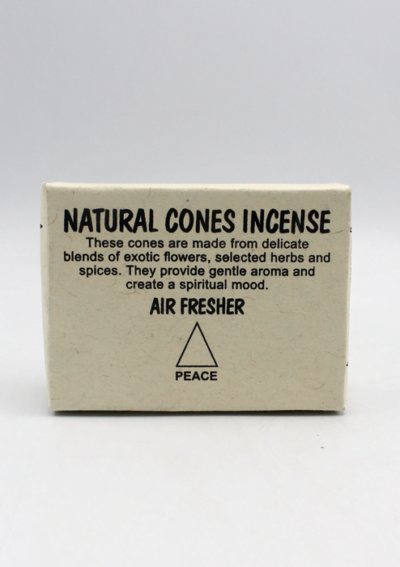 NATURAL CONES INCENSE
These cones are made from delicate
blends of exotic flowers, selected herbs and
spices. They provide gentle aroma and
create a spiritual mood.
AIR FRESHER
PEACE